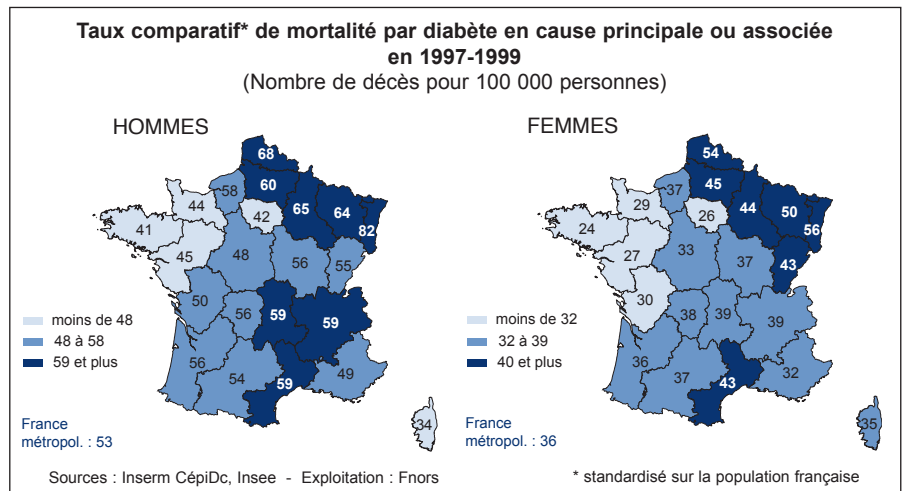 Taux comparatif* de mortalité par diabète en cause principale ou associée
en 1997-1999
(Nombre de décès pour 100 000 personnes)
HOMMES
68
58
60
44
42
65
64
82
41
45
48
56
55
50
56
59
59
56
54
59
49
34
moins de 48
48 à 58
59 et plus
France
métropol. : 53
FEMMES
54
37
45
29
26
44
50
56
24
27
33
37
43
30
38
39
39
36
37
43
32
35
moins de 32
32 à 39
40 et plus
France
métropol. : 36
Sources : Inserm CépiDc, Insee - Exploitation : Fnors
* standardisé sur la population française